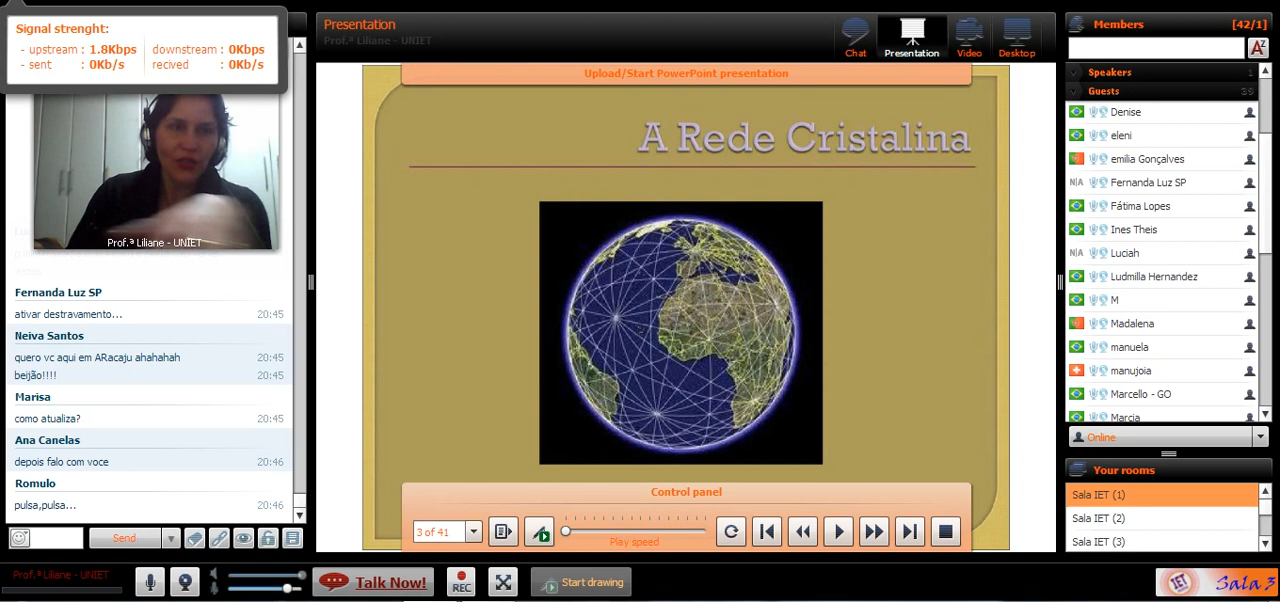 Signal strenght:
- upstream : 1.8Kbps
downstream : 0Kbps
- sent : 0Kb/s
recived : 0Kb/s
Prof.ª Liliane - UNIET
Fernanda Luz SP
ativar destravamento...
20:45
Neiva Santos
quero vc aqui em ARacaju ahahahah
20:45
beijão!!!!
20:45
Marisa
como atualiza?
20:45
Ana Canelas
depois falo com voce
20:46
Romulo
pulsa,pulsa...
20:46
Send
Presentation
Prof.ª Liliane - UNIET
Chat
Presentation
Video
Desktop
Upload/Start PowerPoint presentation
A Rede Cristalina
Control panel
3 of 41
Play speed
Members
[42/1]
AZ
Speakers
1
Guests
39
Denise
eleni
emilia Gonçalves
N|A Fernanda Luz SP
Fátima Lopes
Ines Theis
N|A Luciah
Ludmilla Hernandez
M
Madalena
manuela
manujoia
Marcello - GO
Marcia
Online
Your rooms
Sala IET (1)
Sala IET (2)
Sala IET (3)
Prof.ª Liliane - UNIET
Talk Now!
REC
Start drawing
IET
Sala 3